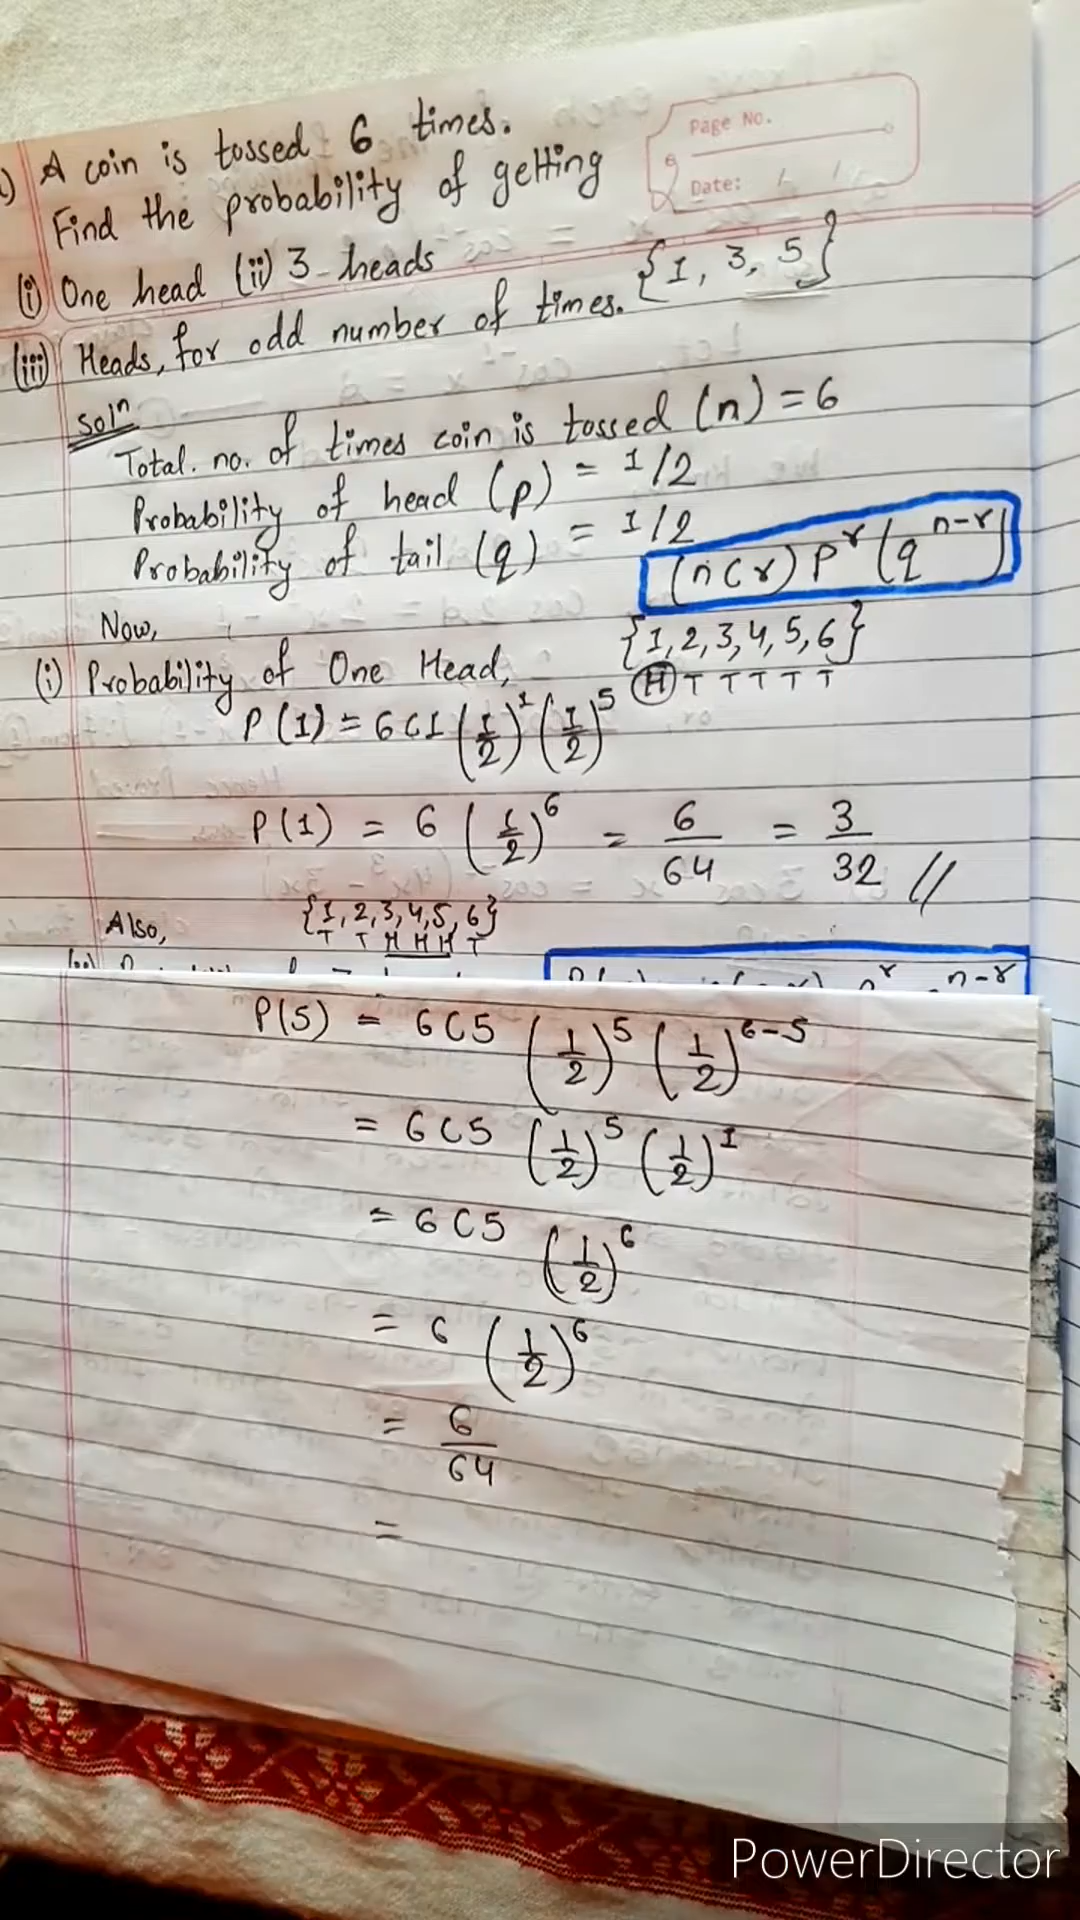 A coin is tossed 6 times.
Find the probability of getting
(i) One head (ii) 3 heads
(iii) Heads, for odd number of times. {1, 3, 5}
Page No.
Date:
Solⁿ
Total. no. of times coin is tossed (n) = 6
Probability of head (p) = 1/2
Probability of tail (q) = 1/2
(nCr) pʳ (qⁿ⁻ʳ)
Now,
(i) Probability of One Head,
{1,2,3,4,5,6}
H T T T T T
P(1) = 6C1 (1/2)¹ (1/2)⁵
P(1) = 6 (1/2)⁶ = 6/64 = 3/32 //
Also,
{1,2,3,4,5,6}
T T H H H T
P(5) = 6C5 (1/2)⁵ (1/2)⁶⁻⁵
= 6C5 (1/2)⁵ (1/2)¹
= 6C5 (1/2)⁶
= 6 (1/2)⁶
= 6/64
=
PowerDirector